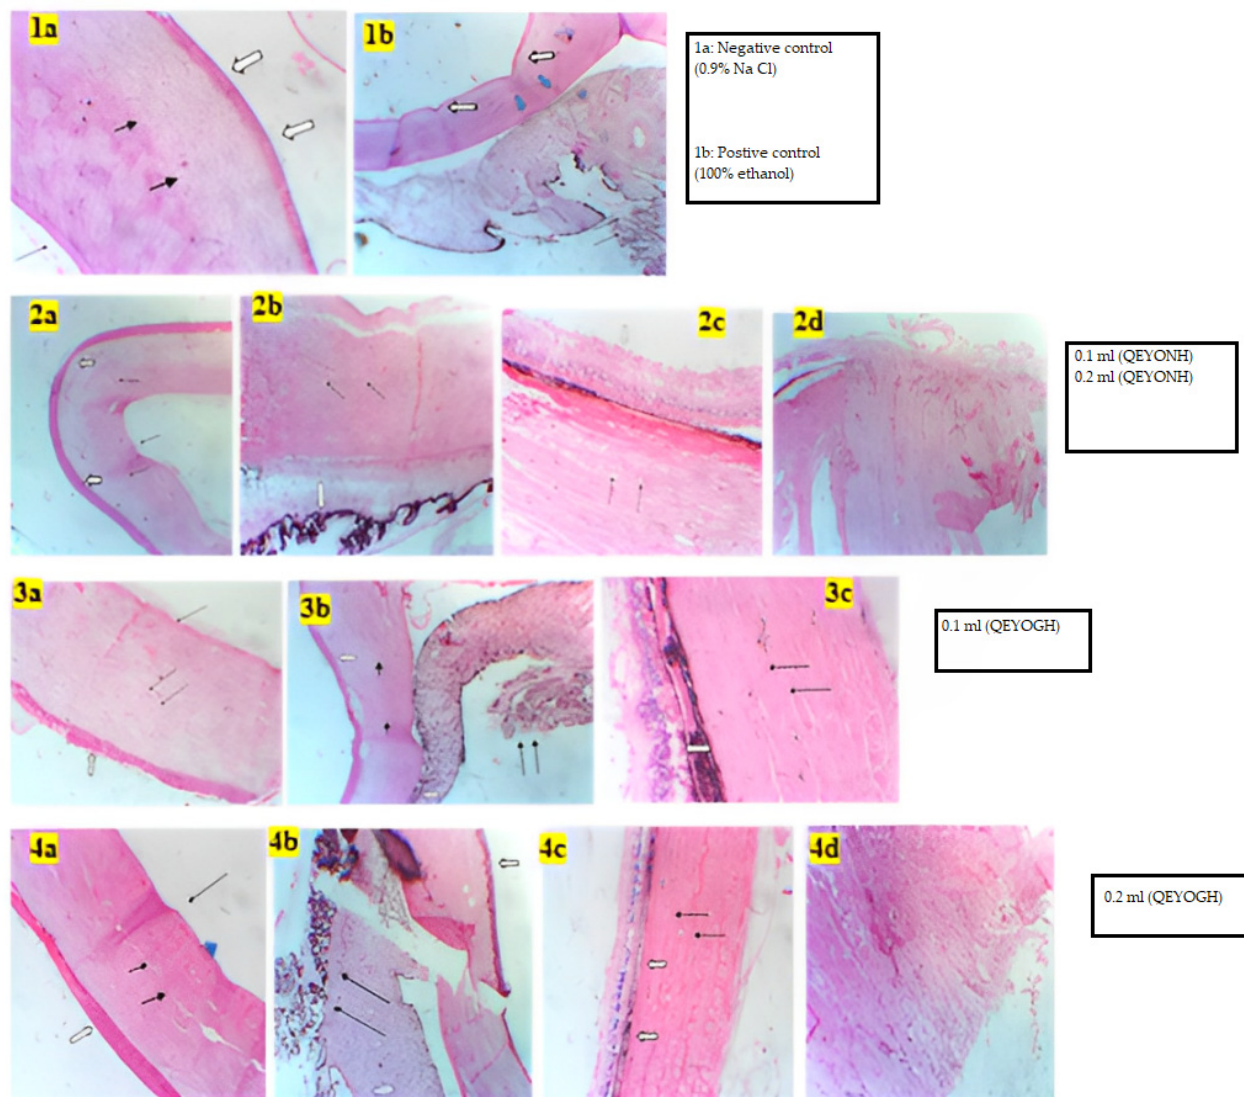 1a
1b
1a: Negative control
(0.9% Na Cl)
1b: Postive control
(100% ethanol)
2a
2b
2c
2d
0.1 ml (QEYONH)
0.2 ml (QEYONH)
3a
3b
3c
0.1 ml (QEYOGH)
4a
4b
4c
4d
0.2 ml (QEYOGH)